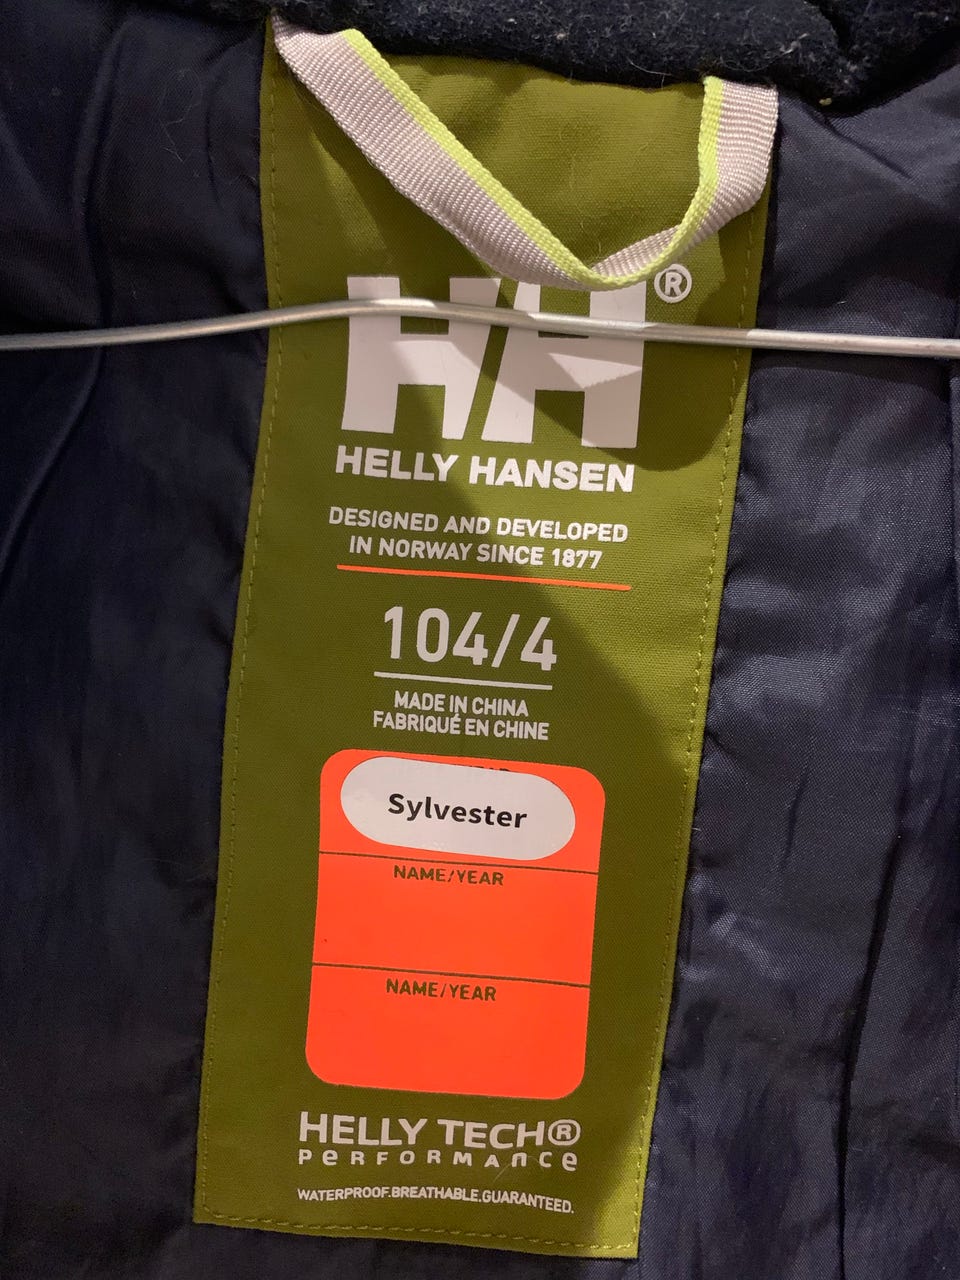 HH®
HELLY HANSEN
DESIGNED AND DEVELOPED
IN NORWAY SINCE 1877
104/4
MADE IN CHINA
FABRIQUÉ EN CHINE
Sylvester
NAME/YEAR
NAME/YEAR
HELLY TECH®
PERFORMANCE
WATERPROOF.BREATHABLE.GUARANTEED.